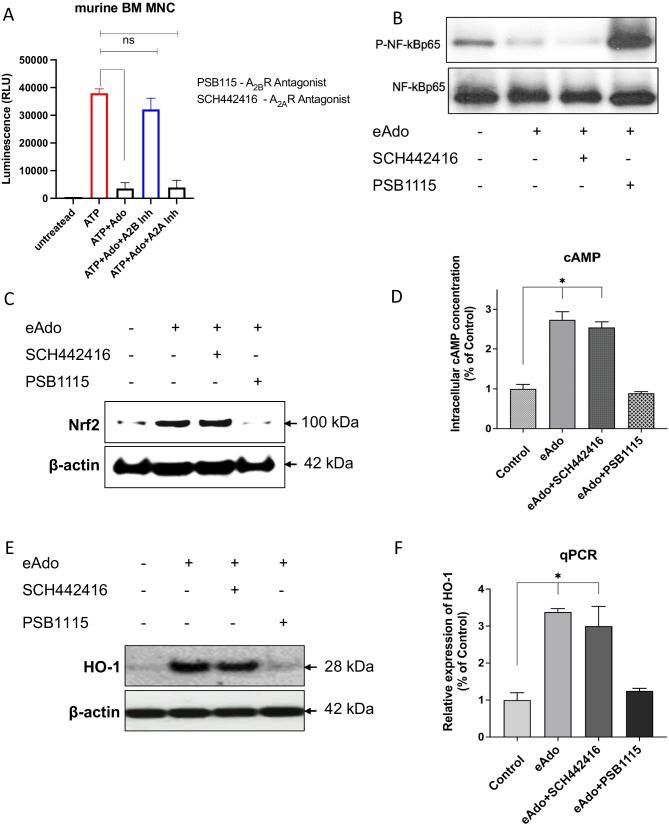 A
murine BM MNC
ns
PSB115 - A2BR Antagonist
SCH442416 - A2AR Antagonist
Luminescence (RLU)
50000
40000
30000
20000
10000
0
untreatead
ATP
ATP+Ado
ATP+Ado+A2B Inh
ATP+Ado+A2A Inh
B
P-NF-kBp65
NF-kBp65
eAdo - + + +
SCH442416 - - + -
PSB1115 - - - +
C
eAdo - + + +
SCH442416 - - + -
PSB1115 - - - +
Nrf2 100 kDa
β-actin 42 kDa
D
cAMP
*
Intracellular cAMP concentration
(% of Control)
3
2
1
0
Control
eAdo
eAdo+SCH442416
eAdo+PSB1115
E
eAdo - + + +
SCH442416 - - + -
PSB1115 - - - +
HO-1 28 kDa
β-actin 42 kDa
F
qPCR
*
Relative expression of HO-1
(% of Control)
4
3
2
1
0
Control
eAdo
eAdo+SCH442416
eAdo+PSB1115